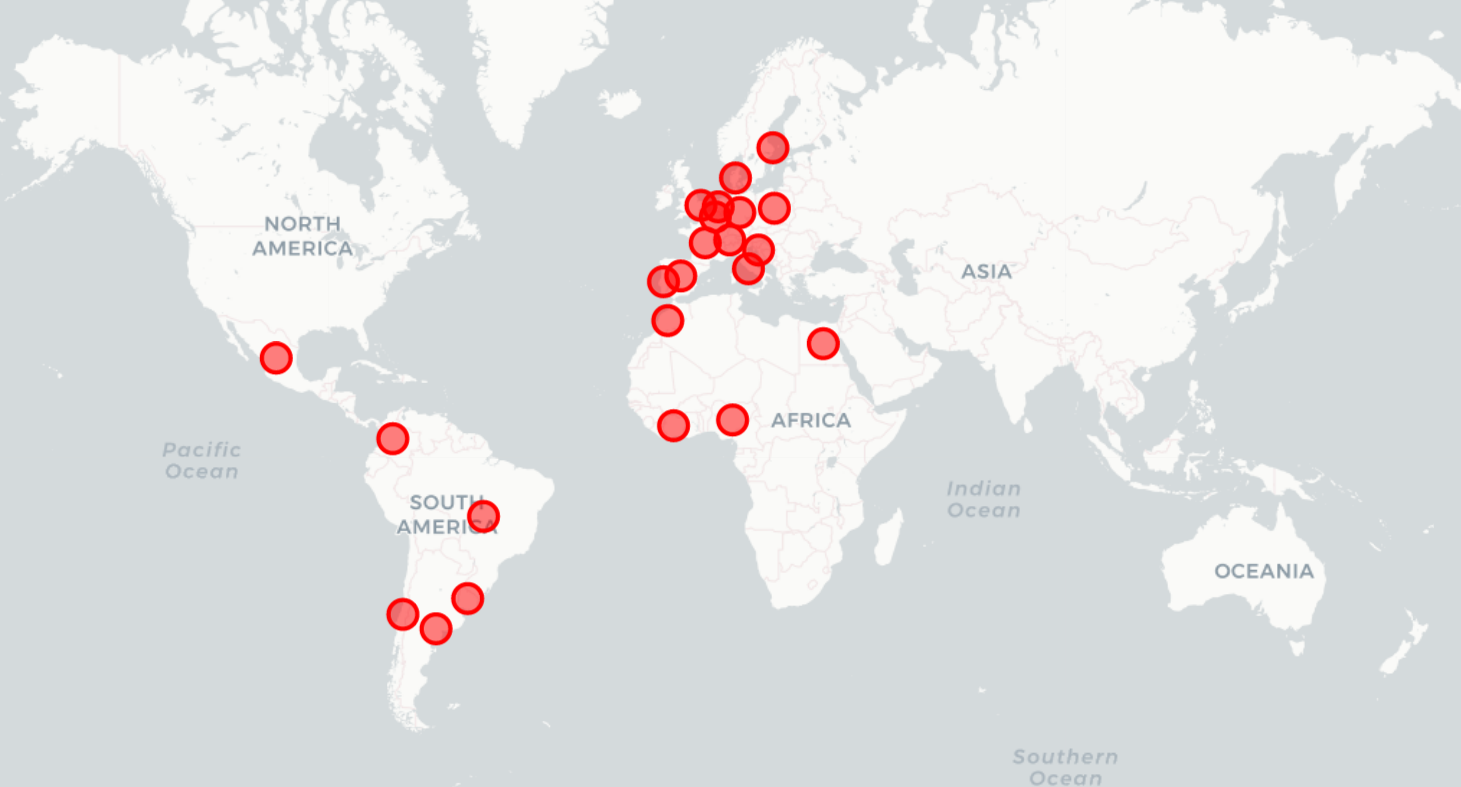 NORTH
AMERICA
ASIA
AFRICA
Pacific
Ocean
SOUTH
AMERICA
Indian
Ocean
OCEANIA
Southern
Ocean